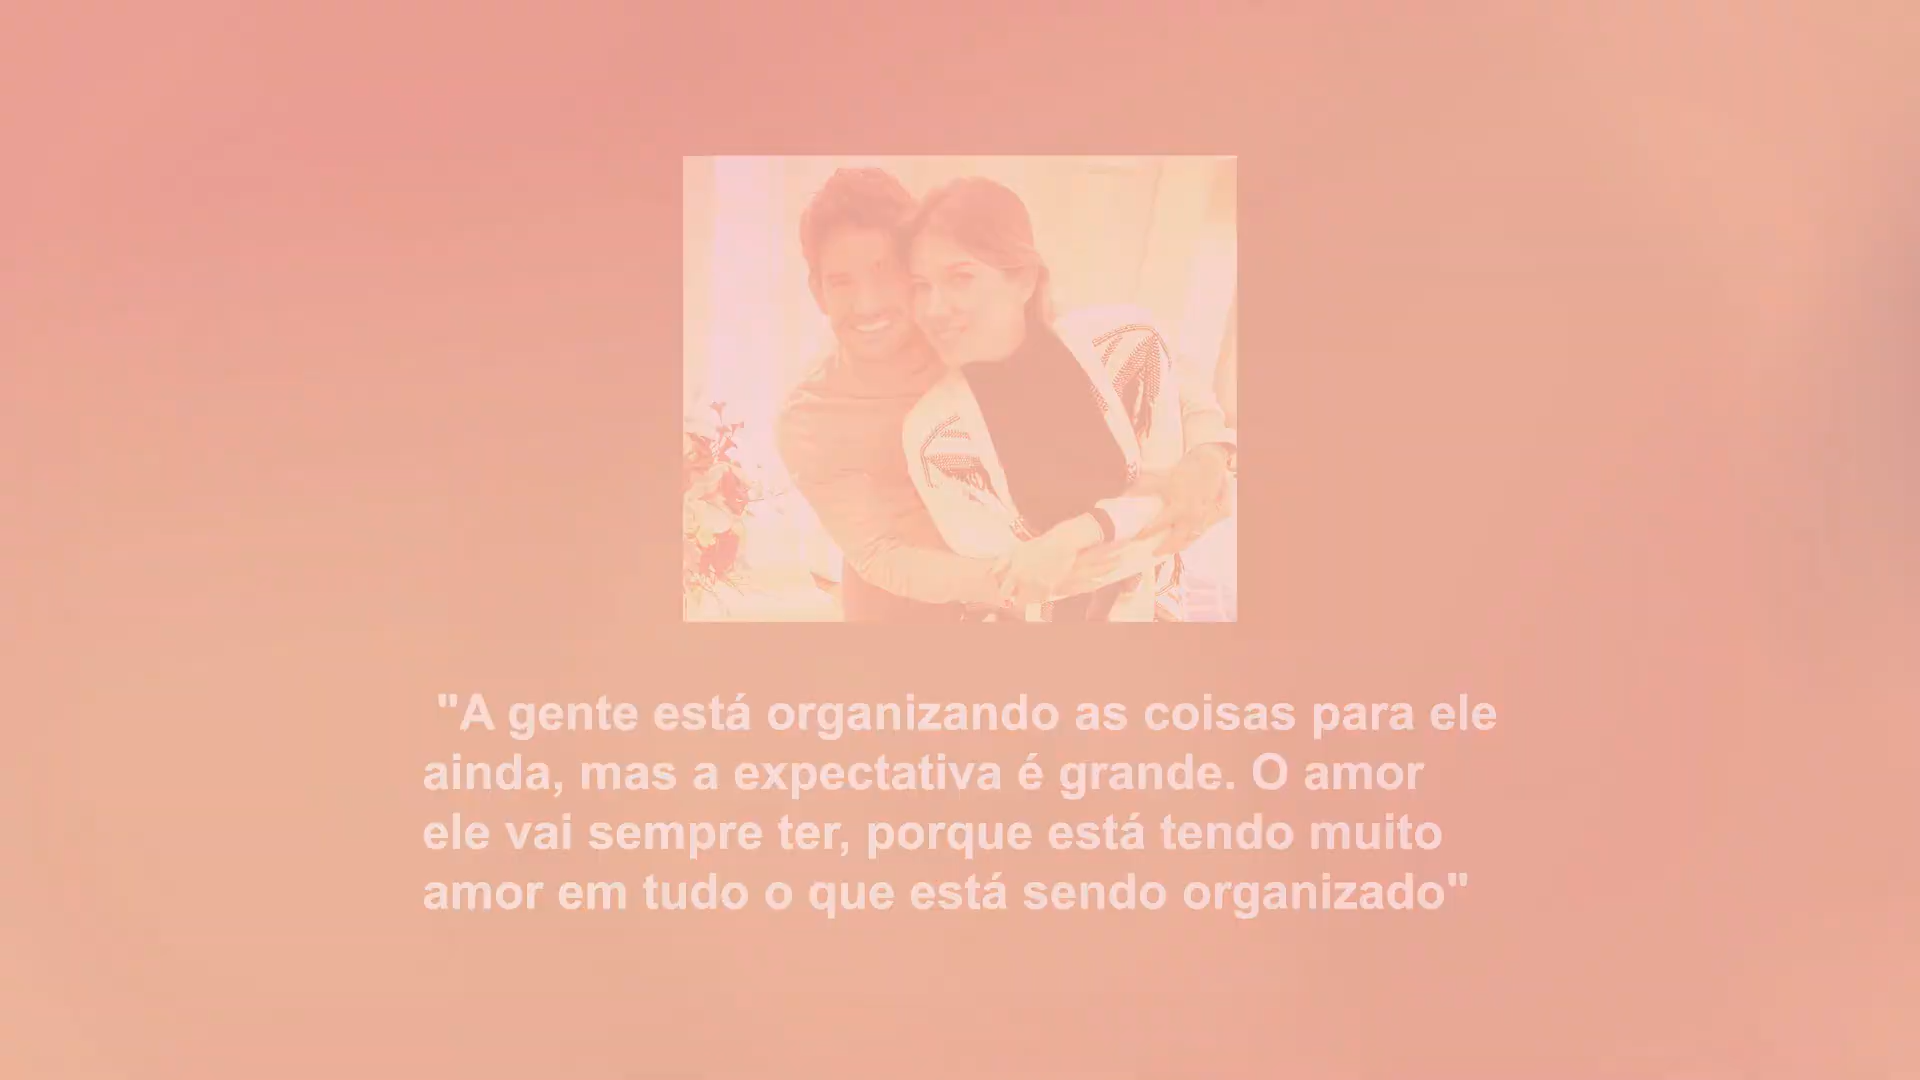 "A gente está organizando as coisas para ele
ainda, mas a expectativa é grande. O amor
ele vai sempre ter, porque está tendo muito
amor em tudo o que está sendo organizado"